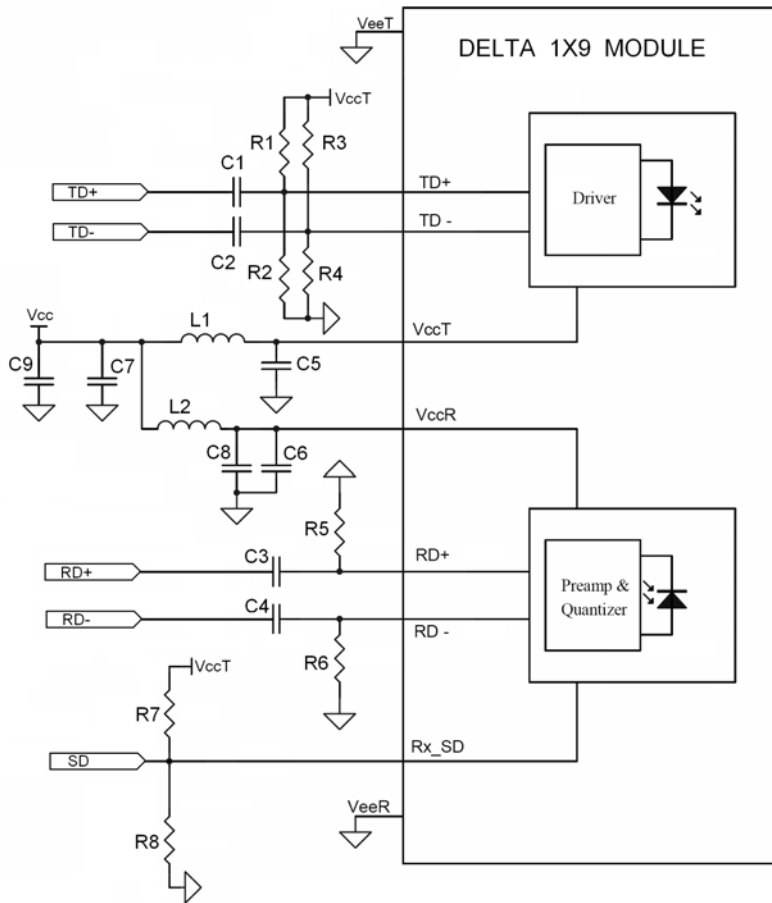 VeeT
DELTA 1X9 MODULE
VccT
R1
R3
C1
TD+
TD+
Driver
TD-
TD -
C2
R2
R4
Vcc
L1
VccT
C9
C7
C5
L2
VccR
C8
C6
R5
C3
RD+
RD+
Preamp &
Quantizer
C4
RD-
RD -
R6
VccT
R7
Rx_SD
SD
VeeR
R8